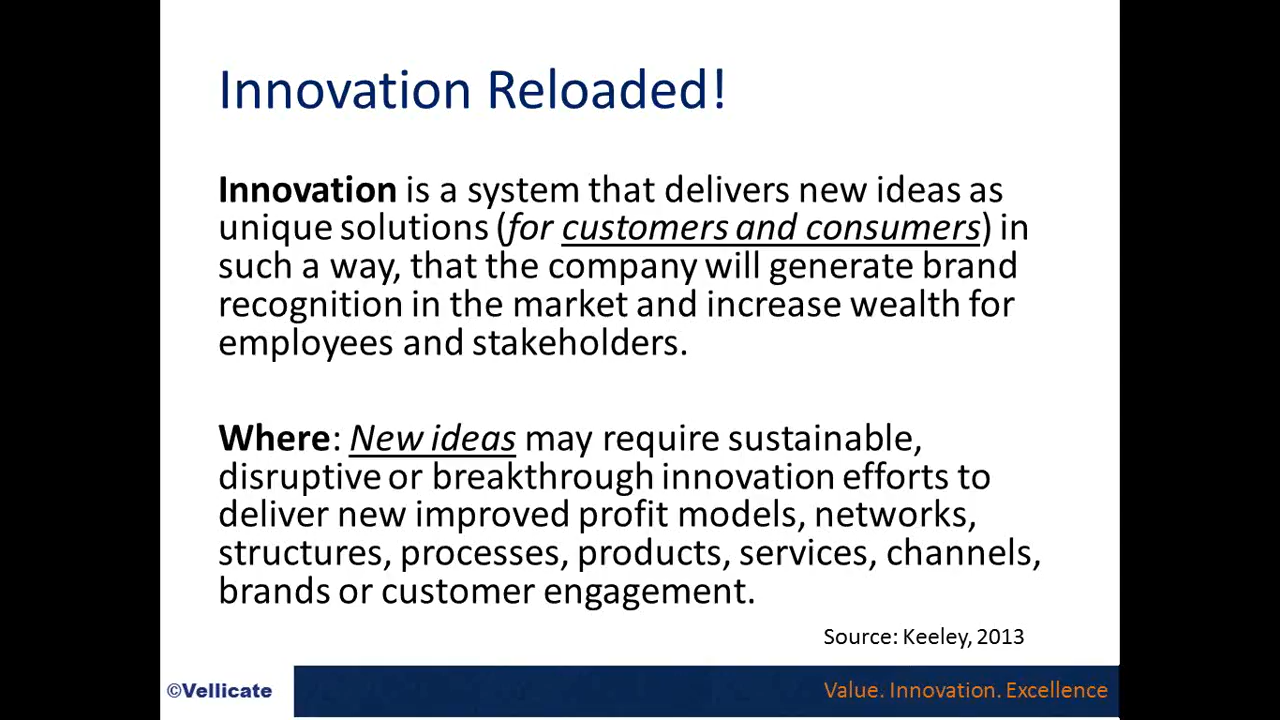 Innovation Reloaded!
Innovation is a system that delivers new ideas as
unique solutions (for customers and consumers) in
such a way, that the company will generate brand
recognition in the market and increase wealth for
employees and stakeholders.
Where: New ideas may require sustainable,
disruptive or breakthrough innovation efforts to
deliver new improved profit models, networks,
structures, processes, products, services, channels,
brands or customer engagement.
Source: Keeley, 2013
©Vellicate
Value. Innovation. Excellence